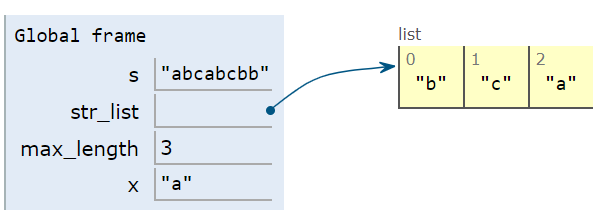 Global frame
s "abcabcbb"
str_list
max_length 3
x "a"
list
0 1 2
"b" "c" "a"